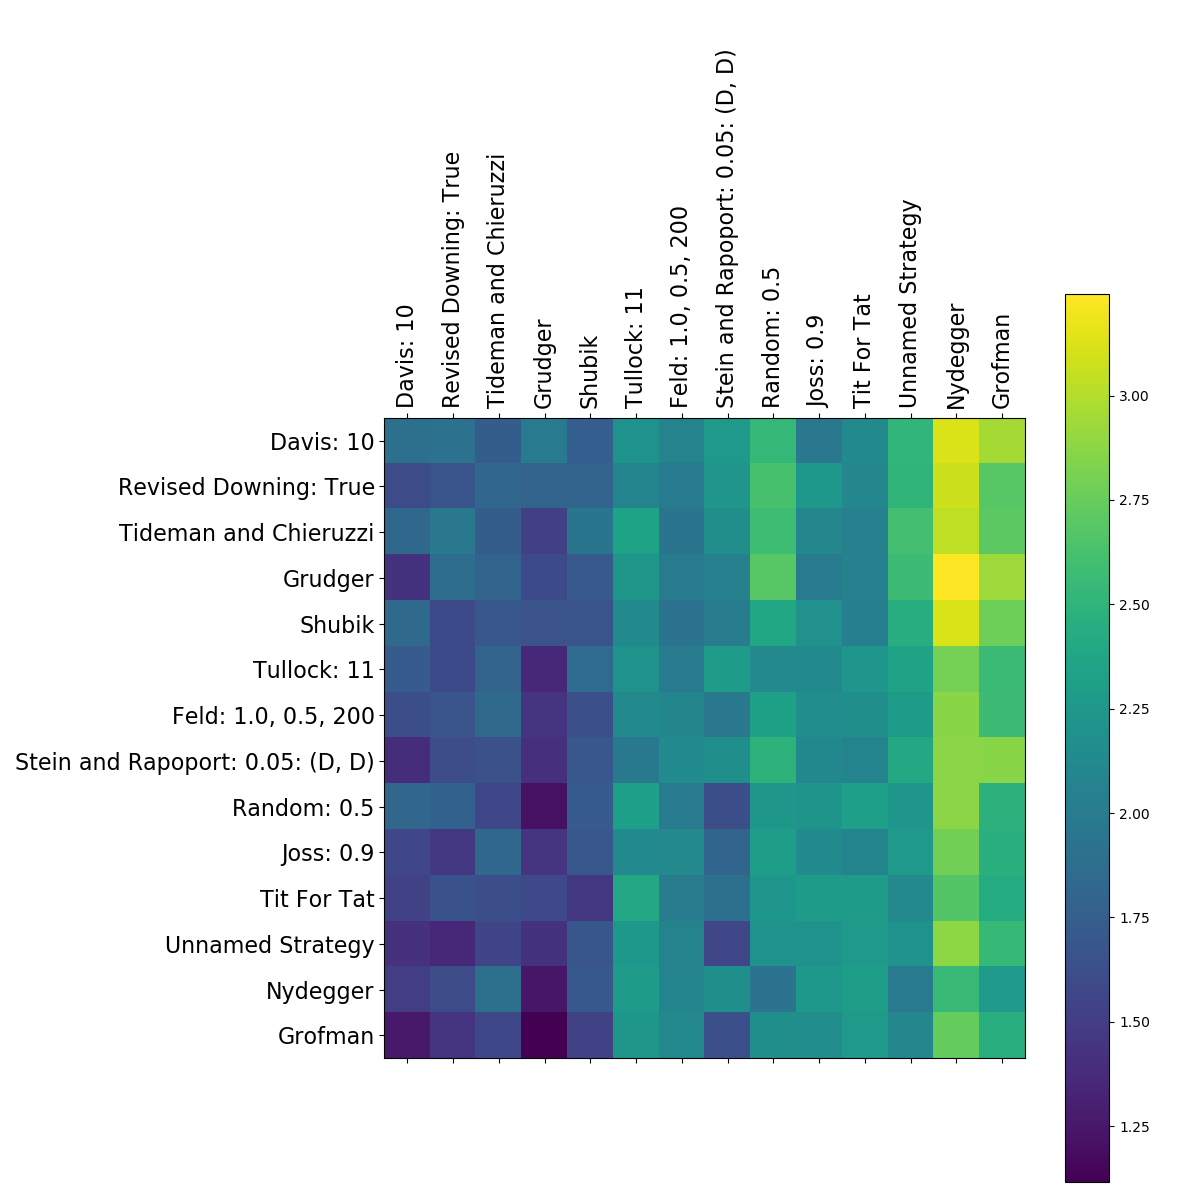 Davis: 10
Revised Downing: True
Tideman and Chieruzzi
Grudger
Shubik
Tullock: 11
Feld: 1.0, 0.5, 200
Stein and Rapoport: 0.05: (D, D)
Random: 0.5
Joss: 0.9
Tit For Tat
Unnamed Strategy
Nydegger
Grofman
Davis: 10
Revised Downing: True
Tideman and Chieruzzi
Grudger
Shubik
Tullock: 11
Feld: 1.0, 0.5, 200
Stein and Rapoport: 0.05: (D, D)
Random: 0.5
Joss: 0.9
Tit For Tat
Unnamed Strategy
Nydegger
Grofman
3.00
2.75
2.50
2.25
2.00
1.75
1.50
1.25